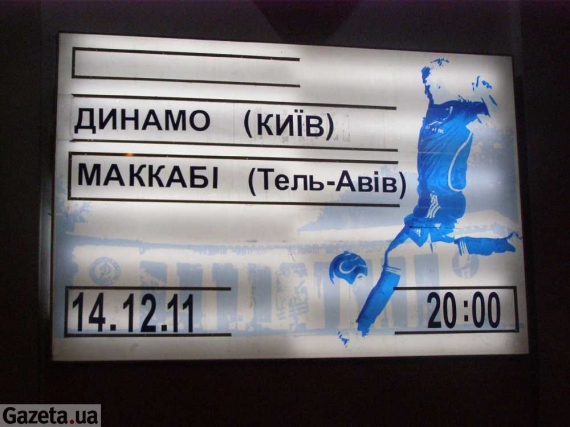 ДИНАМО (КИЇВ)
МАККАБІ (Тель-Авів)
14.12.11 20:00
Gazeta.ua